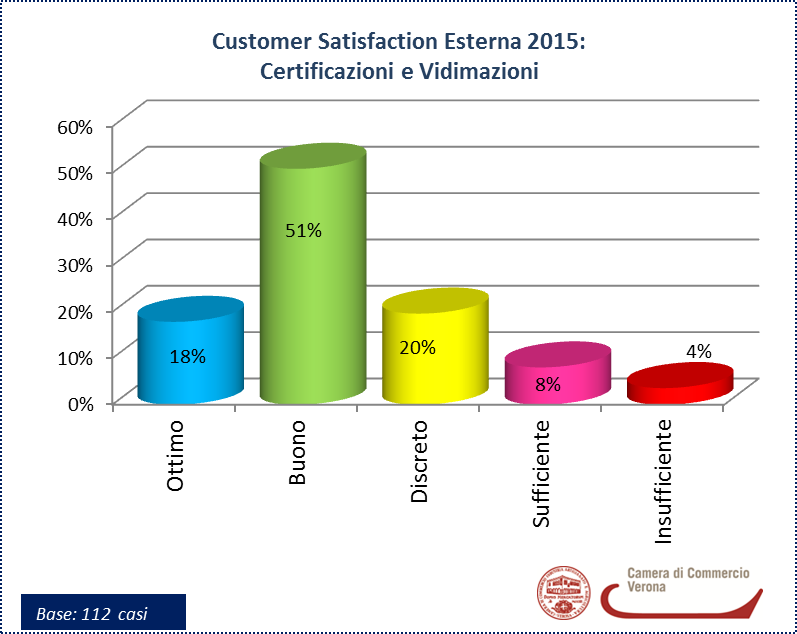 Customer Satisfaction Esterna 2015:
Certificazioni e Vidimazioni
60%
50%
40%
30%
20%
10%
0%
18%
51%
20%
8%
4%
Ottimo
Buono
Discreto
Sufficiente
Insufficiente
Base: 112 casi
Camera di Commercio
Verona